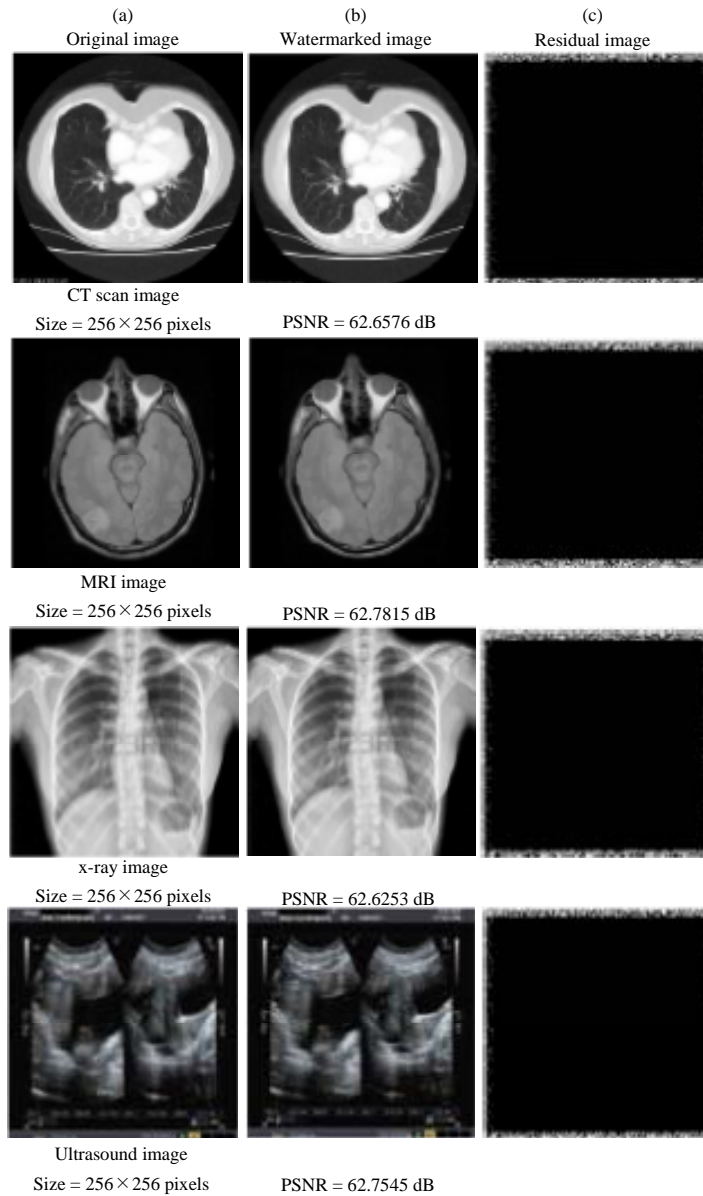 (a)
(b)
(c)
Original image
Watermarked image
Residual image
CT scan image
Size = 256×256 pixels
PSNR = 62.6576 dB
MRI image
Size = 256×256 pixels
PSNR = 62.7815 dB
x-ray image
Size = 256×256 pixels
PSNR = 62.6253 dB
Ultrasound image
Size = 256×256 pixels
PSNR = 62.7545 dB